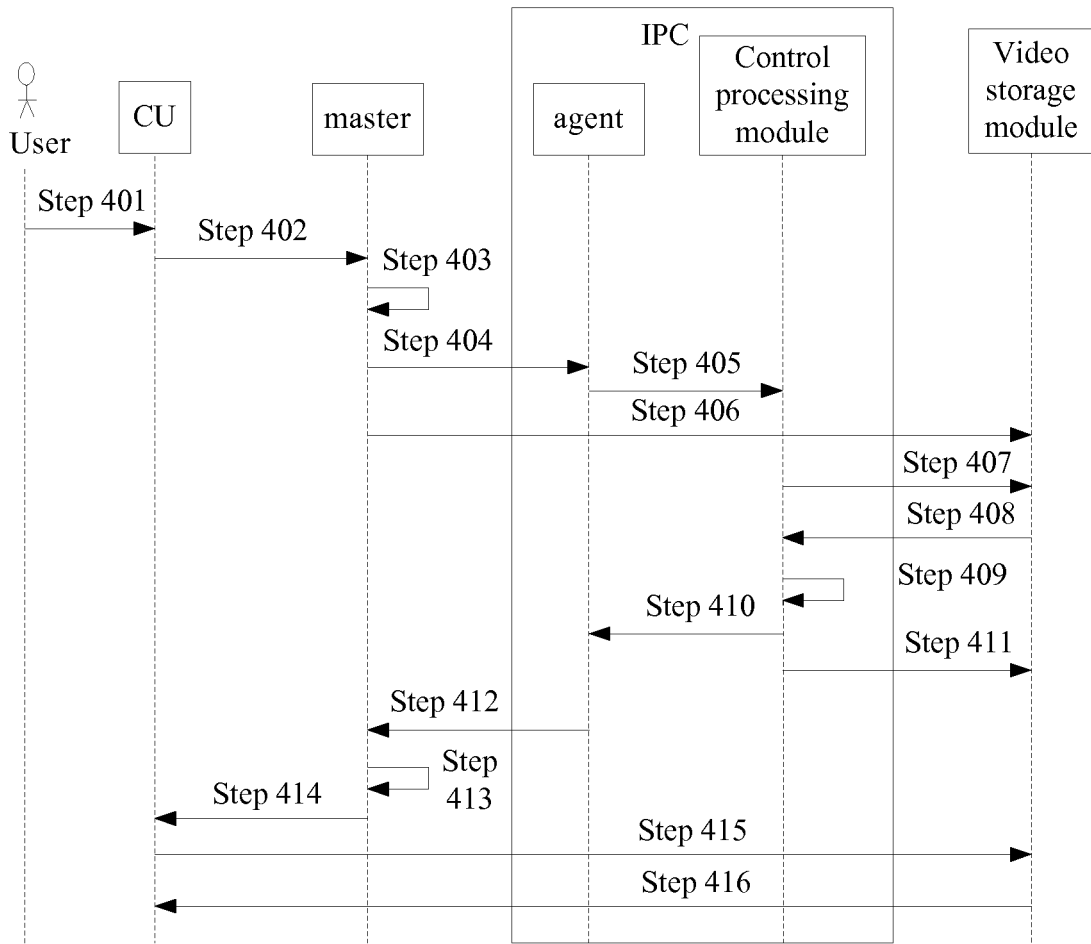 IPC
User
CU
master
agent
Control
processing
module
Video
storage
module
Step 401
Step 402
Step 403
Step 404
Step 405
Step 406
Step 407
Step 408
Step 409
Step 410
Step 411
Step 412
Step
413
Step 414
Step 415
Step 416